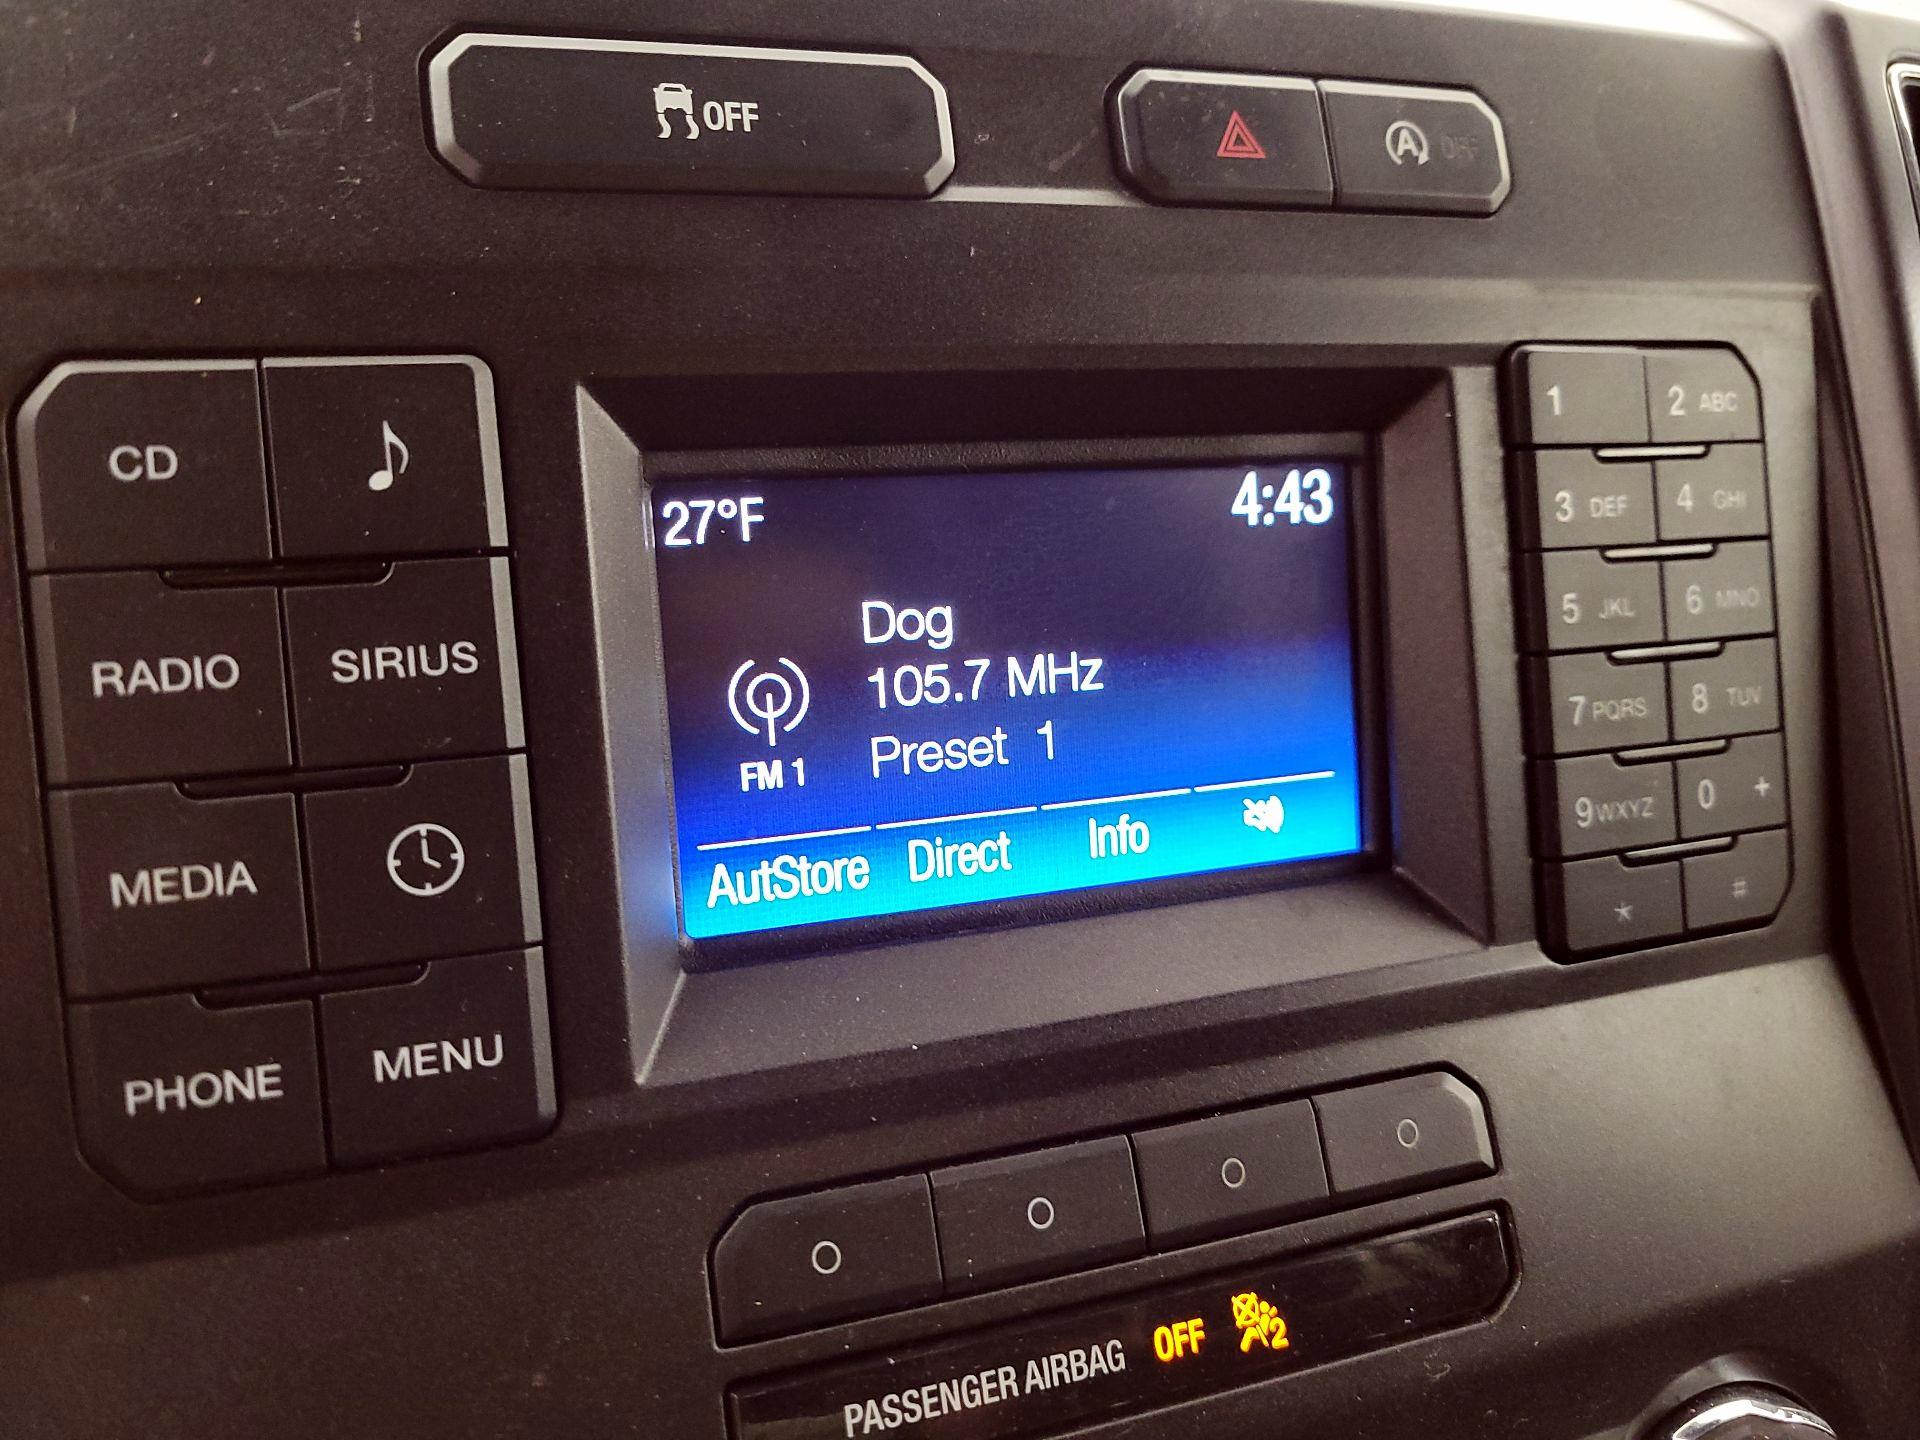 OFF
A OFF
27°F 4:43
Dog
105.7 MHz
Preset 1
FM 1
AutStore Direct Info
CD
RADIO SIRIUS
MEDIA
PHONE MENU
1 2 ABC
3 DEF 4 GHI
5 JKL 6 MNO
7 PQRS 8 TUV
9 WXYZ 0 +
* #
PASSENGER AIRBAG OFF 2